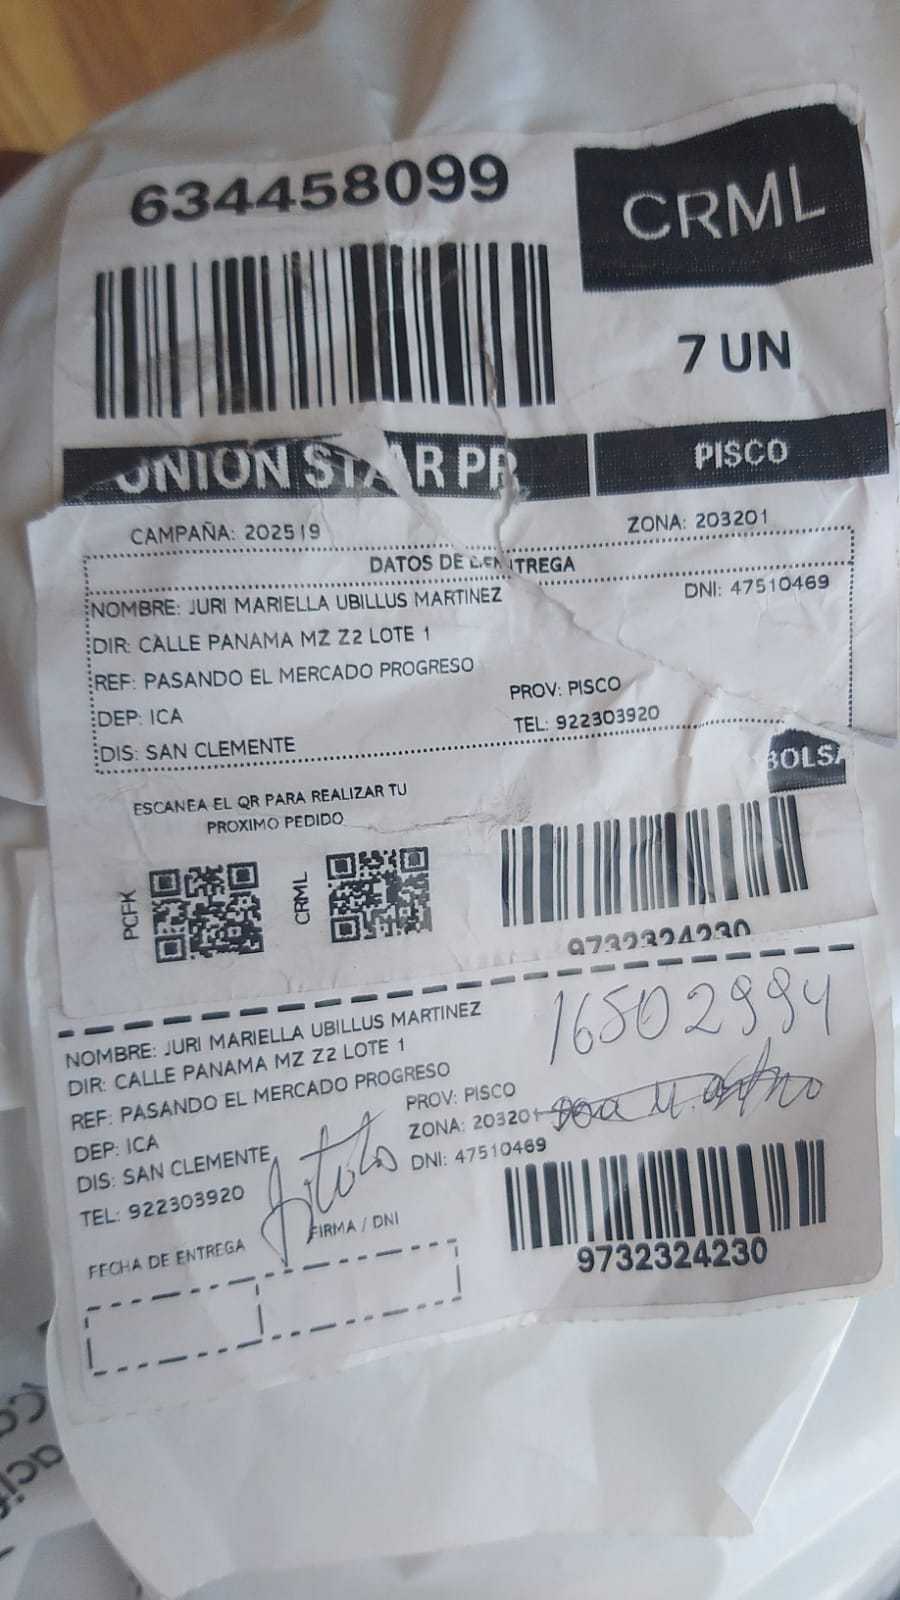 634458099
CRML
7 UN
UNION STAR PR
PISCO
CAMPAÑA: 202519
ZONA: 203201
DATOS DE ENTREGA
NOMBRE: JURI MARIELLA UBILLUS MARTINEZ
DNI: 47510469
DIR: CALLE PANAMA MZ Z2 LOTE 1
REF: PASANDO EL MERCADO PROGRESO
DEP: ICA
PROV: PISCO
DIS: SAN CLEMENTE
TEL: 922303920
BOLSA
ESCANEA EL QR PARA REALIZAR TU
PROXIMO PEDIDO
PCFK
CRML
9732324230
NOMBRE: JURI MARIELLA UBILLUS MARTINEZ
16502994
DIR: CALLE PANAMA MZ Z2 LOTE 1
REF: PASANDO EL MERCADO PROGRESO
DEP: ICA
PROV: PISCO
DIS: SAN CLEMENTE
ZONA: 203201
TEL: 922303920
DNI: 47510469
FECHA DE ENTREGA
FIRMA / DNI
9732324230